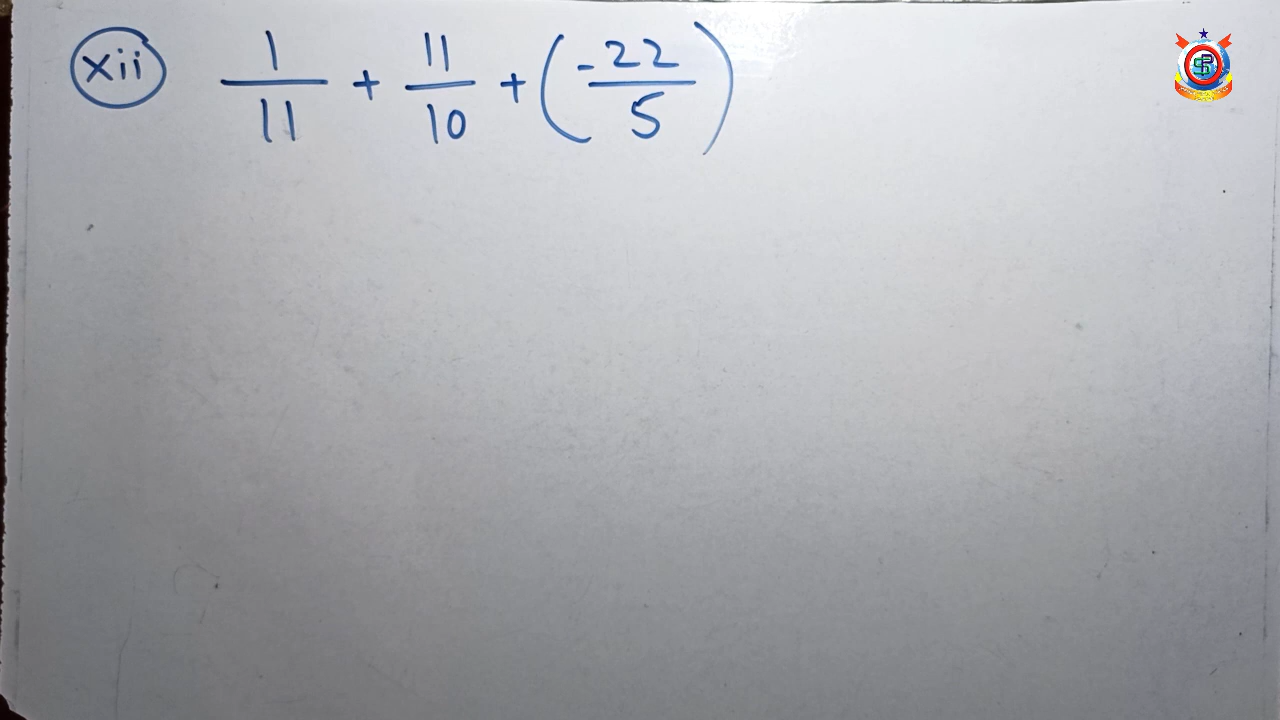 xii 1/11 + 11/10 + (-22/5)